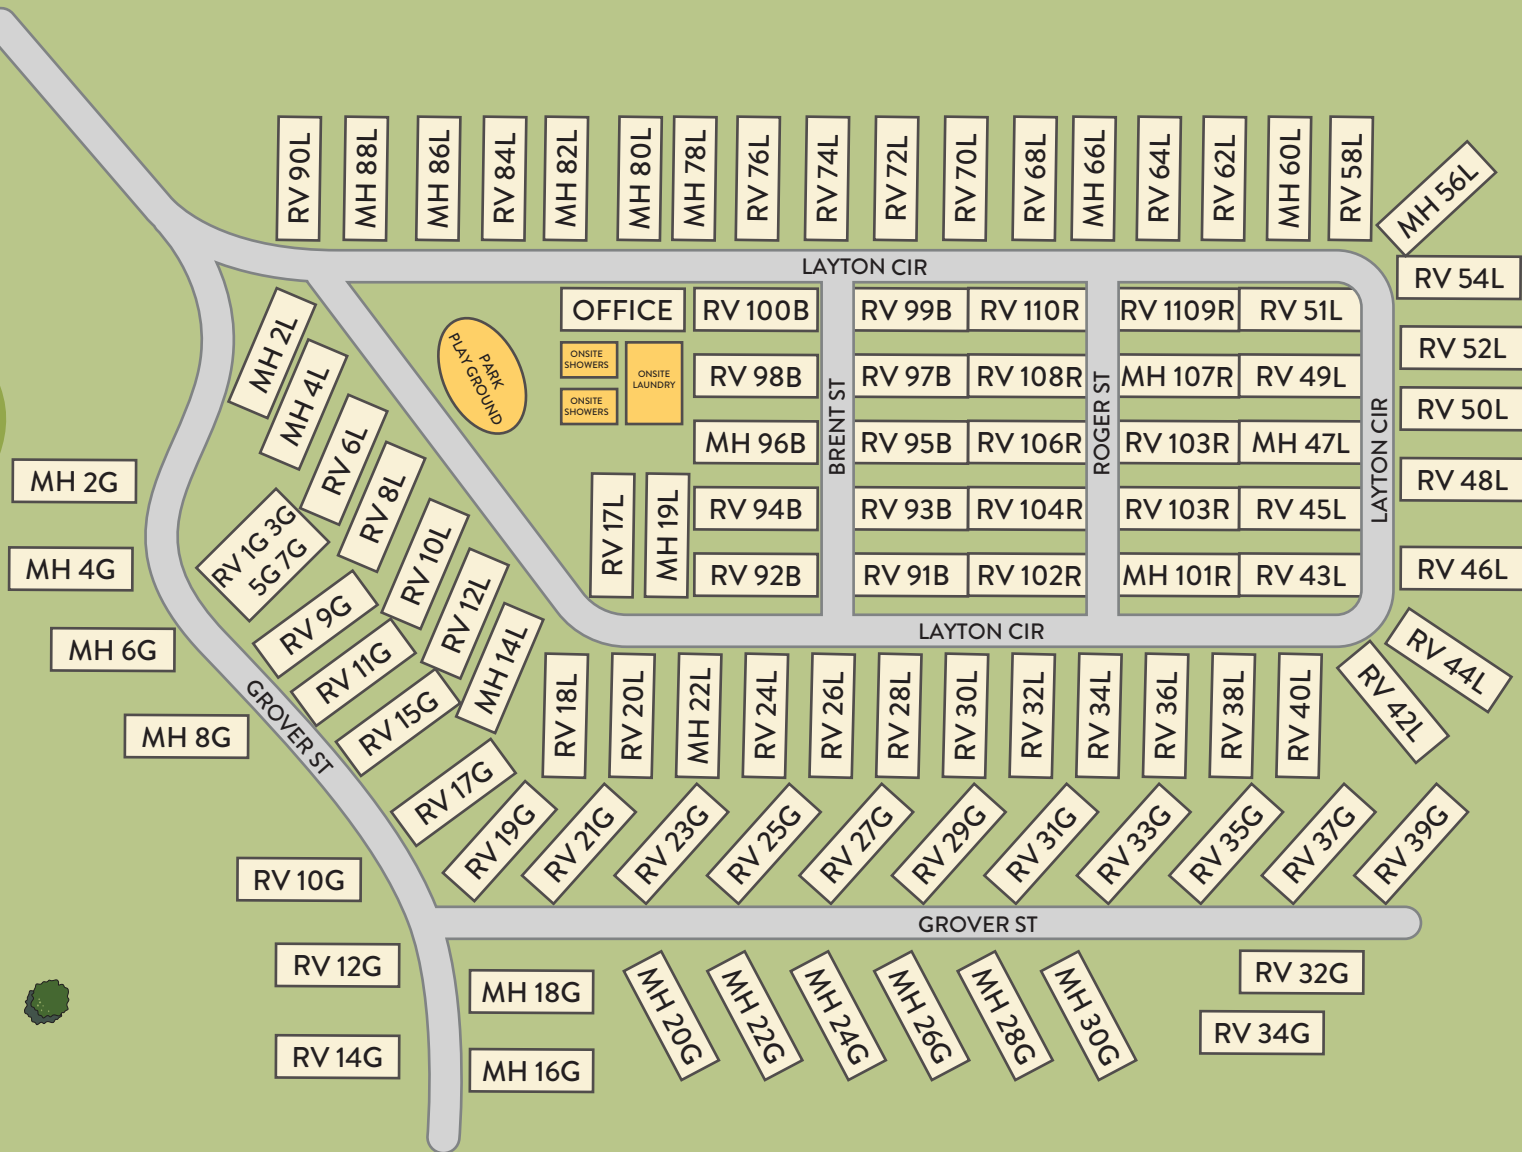 RV 90L
MH 88L
MH 86L
RV 84L
MH 82L
MH 80L
MH 78L
RV 76L
RV 74L
RV 72L
RV 70L
RV 68L
MH 66L
RV 64L
RV 62L
MH 60L
RV 58L
MH 56L
LAYTON CIR
RV 54L
OFFICE
RV 100B
RV 99B
RV 110R
RV 1109R
RV 51L
MH 2L
MH 4L
RV 6L
RV 8L
RV 10L
RV 12L
MH 14L
PARK
PLAY GROUND
ONSITE
SHOWERS
ONSITE
LAUNDRY
ONSITE
SHOWERS
RV 98B
BRENT ST
RV 97B
RV 108R
ROGER ST
MH 107R
RV 49L
LAYTON CIR
RV 52L
RV 50L
MH 96B
RV 95B
RV 106R
RV 103R
MH 47L
RV 48L
RV 17L
MH 19L
RV 94B
RV 93B
RV 104R
RV 103R
RV 45L
RV 92B
RV 91B
RV 102R
MH 101R
RV 43L
RV 46L
MH 2G
MH 4G
MH 6G
MH 8G
RV 1G 3G
5G 7G
RV 9G
RV 11G
RV 15G
RV 17G
GROVER ST
LAYTON CIR
RV 44L
RV 42L
RV 18L
RV 20L
MH 22L
RV 24L
RV 26L
RV 28L
RV 30L
RV 32L
RV 34L
RV 36L
RV 38L
RV 40L
RV 19G
RV 21G
RV 23G
RV 25G
RV 27G
RV 29G
RV 31G
RV 33G
RV 35G
RV 37G
RV 39G
RV 10G
GROVER ST
RV 12G
MH 18G
MH 20G
MH 22G
MH 24G
MH 26G
MH 28G
MH 30G
RV 32G
RV 34G
RV 14G
MH 16G